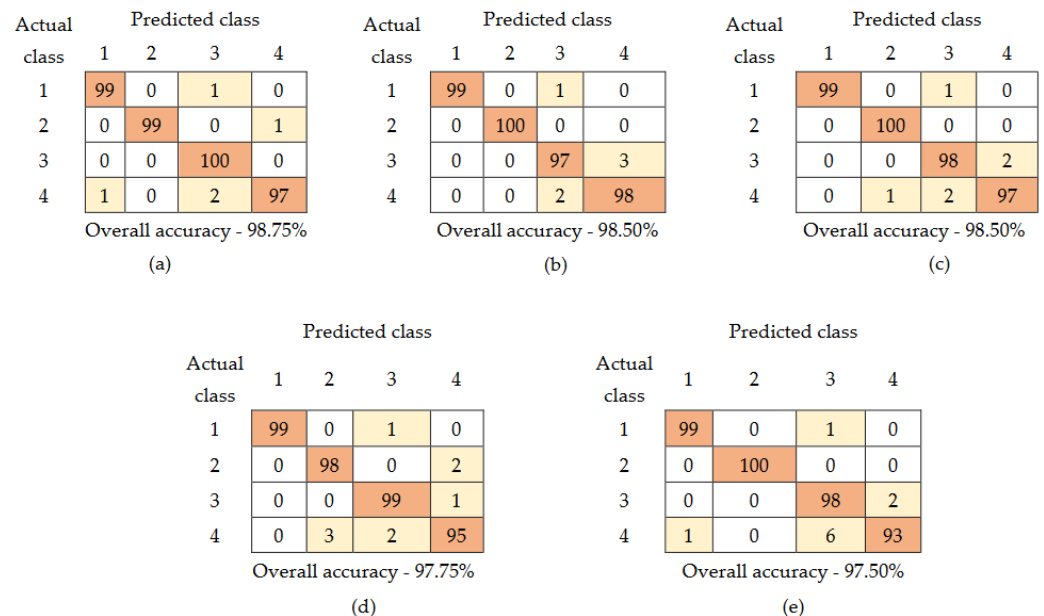 Actual class Predicted class
1 2 3 4
1 99 0 1 0
2 0 99 0 1
3 0 0 100 0
4 1 0 2 97
Overall accuracy - 98.75%
(a)
Actual class Predicted class
1 2 3 4
1 99 0 1 0
2 0 100 0 0
3 0 0 97 3
4 0 0 2 98
Overall accuracy - 98.50%
(b)
Actual class Predicted class
1 2 3 4
1 99 0 1 0
2 0 100 0 0
3 0 0 98 2
4 0 1 2 97
Overall accuracy - 98.50%
(c)
Predicted class
Actual class 1 2 3 4
1 99 0 1 0
2 0 98 0 2
3 0 0 99 1
4 0 3 2 95
Overall accuracy - 97.75%
(d)
Predicted class
Actual class 1 2 3 4
1 99 0 1 0
2 0 100 0 0
3 0 0 98 2
4 1 0 6 93
Overall accuracy - 97.50%
(e)